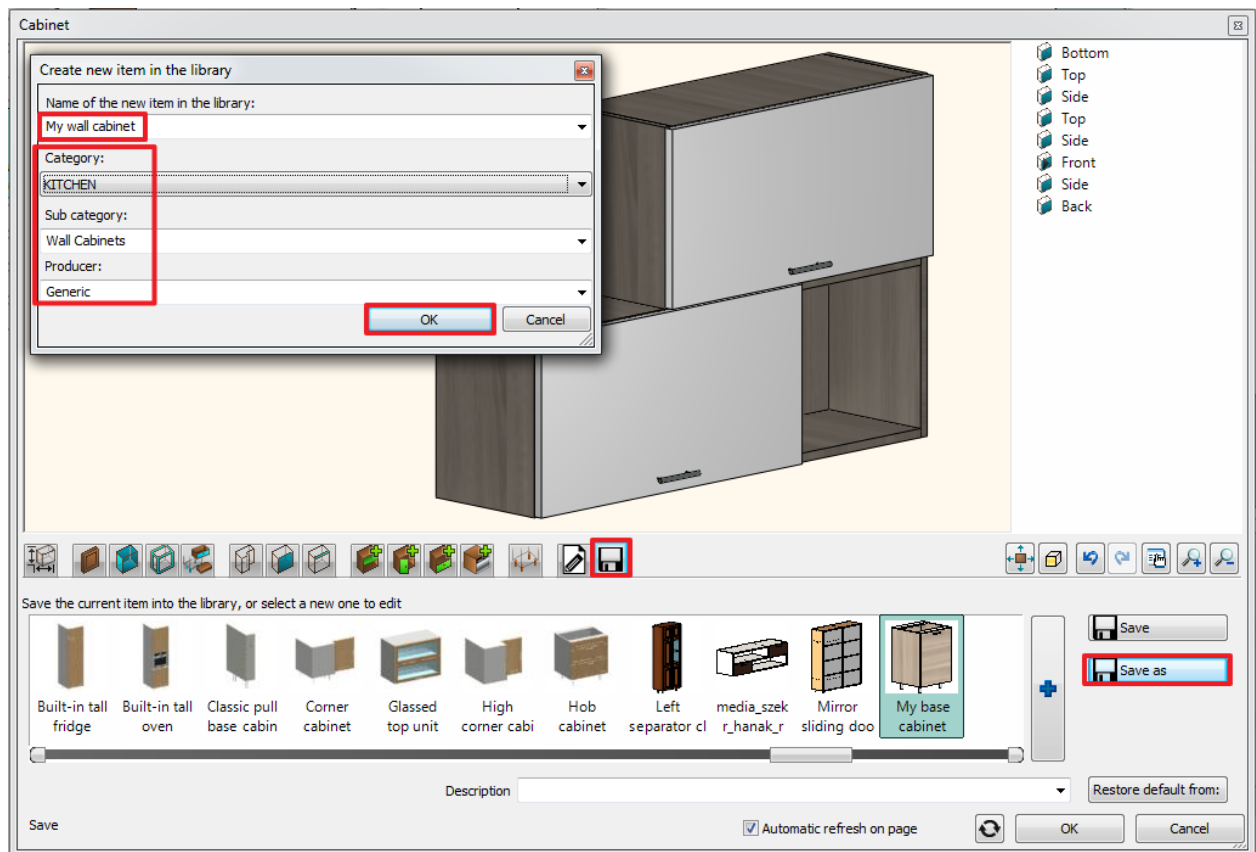 Cabinet
Create new item in the library
Name of the new item in the library:
My wall cabinet
Category:
KITCHEN
Sub category:
Wall Cabinets
Producer:
Generic
OK
Cancel
Bottom
Top
Side
Top
Side
Front
Side
Back
Save the current item into the library, or select a new one to edit
Built-in tall
fridge
Built-in tall
oven
Classic pull
base cabin
Corner
cabinet
Glassed
top unit
High
corner cabi
Hob
cabinet
Left
separator cl
media_szek
r_hanak_r
Mirror
sliding doo
My base
cabinet
Save
Save as
Description
Restore default from:
Save
Automatic refresh on page
OK
Cancel